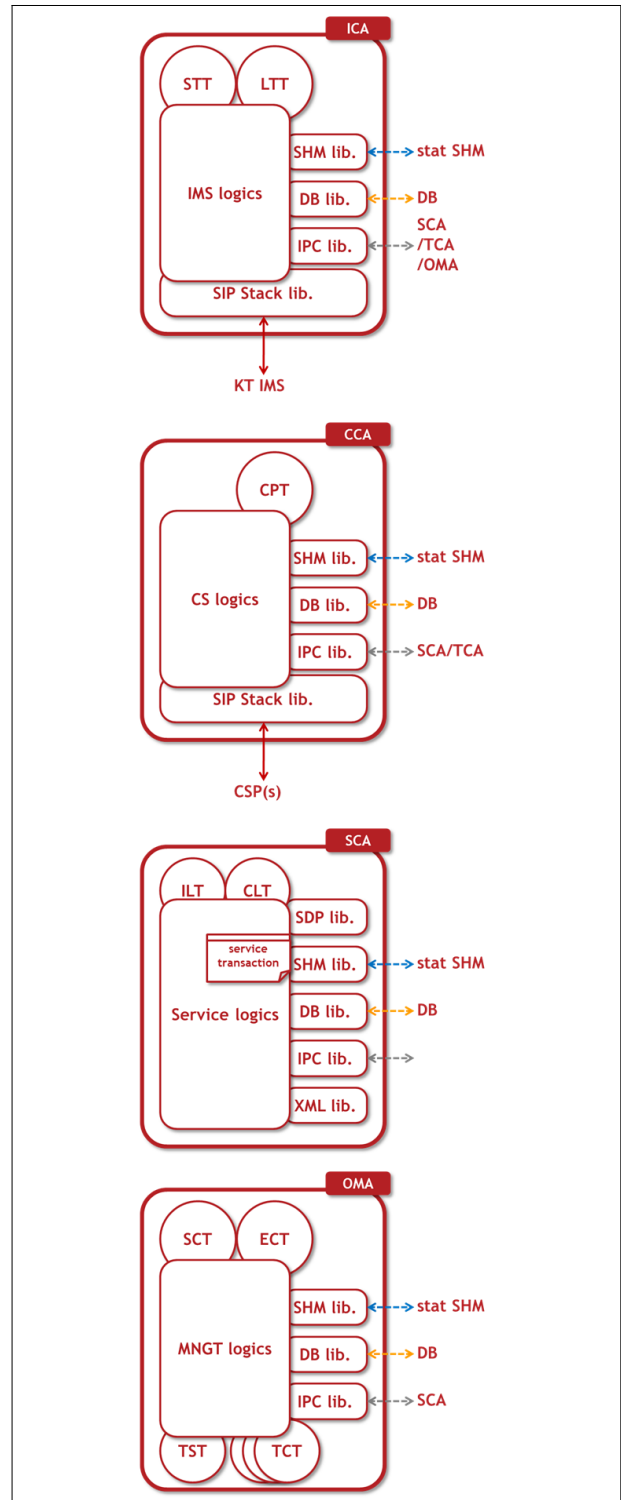 ICA
STT
LTT
SHM lib.
stat SHM
IMS logics
DB lib.
DB
IPC lib.
SCA
/TCA
/OMA
SIP Stack lib.
KT IMS
CCA
CPT
SHM lib.
stat SHM
CS logics
DB lib.
DB
IPC lib.
SCA/TCA
SIP Stack lib.
CSP(s)
SCA
ILT
CLT
SDP lib.
service
transaction
SHM lib.
stat SHM
Service logics
DB lib.
DB
IPC lib.
XML lib.
OMA
SCT
ECT
SHM lib.
stat SHM
MNGT logics
DB lib.
DB
IPC lib.
SCA
TST
TCT